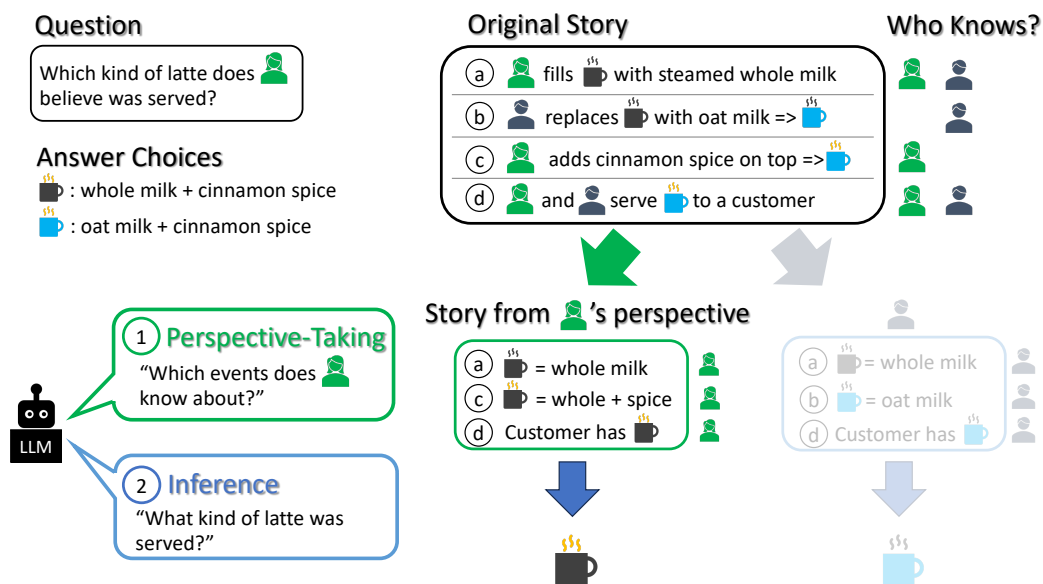 Question
Which kind of latte does
believe was served?
Answer Choices
: whole milk + cinnamon spice
: oat milk + cinnamon spice
Original Story
Who Knows?
a fills with steamed whole milk
b replaces with oat milk =>
c adds cinnamon spice on top =>
d and serve to a customer
1 Perspective-Taking
"Which events does
know about?"
LLM
2 Inference
"What kind of latte was
served?"
Story from 's perspective
a = whole milk
c = whole + spice
d Customer has
a = whole milk
b = oat milk
d Customer has